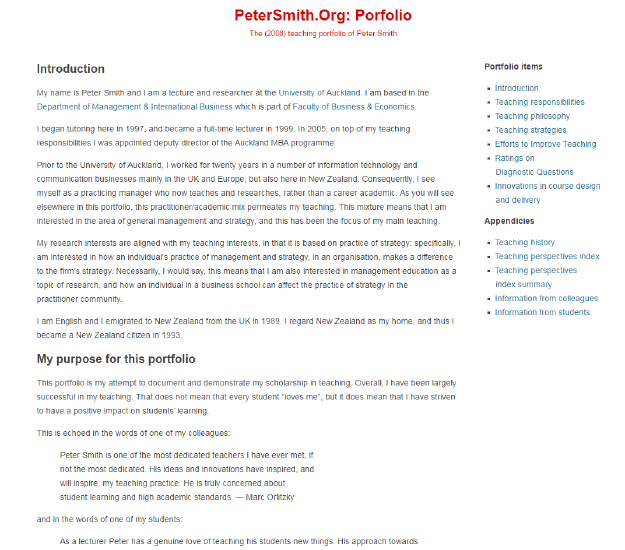 PeterSmith.Org: Porfolio
The (2008) teaching portfolio of Peter Smith
Introduction
My name is Peter Smith and I am a lecture and researcher at the University of Auckland. I am based in the
Department of Management & International Business which is part of Faculty of Business & Economics.
I began tutoring here in 1997, and became a full-time lecturer in 1999. In 2005, on top of my teaching
responsibilities I was appointed deputy director of the Auckland MBA programme
Prior to the University of Auckland, I worked for twenty years in a number of information technology and
communication businesses mainly in the UK and Europe, but also here in New Zealand. Consequently, I see
myself as a practicing manager who now teaches and researches, rather than a career academic. As you will see
elsewhere in this portfolio, this practitioner/academic mix permeates my teaching. This mixture means that I am
interested in the area of general management and strategy, and this has been the focus of my main teaching.
My research interests are aligned with my teaching interests, in that it is based on practice of strategy; specifically, I
am interested in how an individual's practice of management and strategy, in an organisation, makes a difference
to the firm's strategy. Necessarily, I would say, this means that I am also interested in management education as a
topic of research, and how an individual in a business school can affect the practice of strategy in the
practitioner community.
I am English and I emigrated to New Zealand from the UK in 1989. I regard New Zealand as my home, and thus I
became a New Zealand citizen in 1993.
My purpose for this portfolio
This portfolio is my attempt to document and demonstrate my scholarship in teaching. Overall, I have been largely
successful in my teaching. That does not mean that every student “loves me”, but it does mean that I have striven
to have a positive impact on students’ learning.
This is echoed in the words of one of my colleagues:
Peter Smith is one of the most dedicated teachers I have ever met, if
not the most dedicated. His ideas and innovations have inspired, and
will inspire, my teaching practice. He is truly concerned about
student learning and high academic standards. — Marc Orlitzky
and in the words of one of my students:
As a lecturer Peter has a genuine love of teaching his students new things. His approach towards
Portfolio items
Introduction
Teaching responsibilities
Teaching philosophy
Teaching strategies
Efforts to Improve Teaching
Ratings on
Diagnostic Questions
Innovations in course design
and delivery
Appendicies
Teaching history
Teaching perspectives index
Teaching perspectives
index summary
Information from colleagues
Information from students